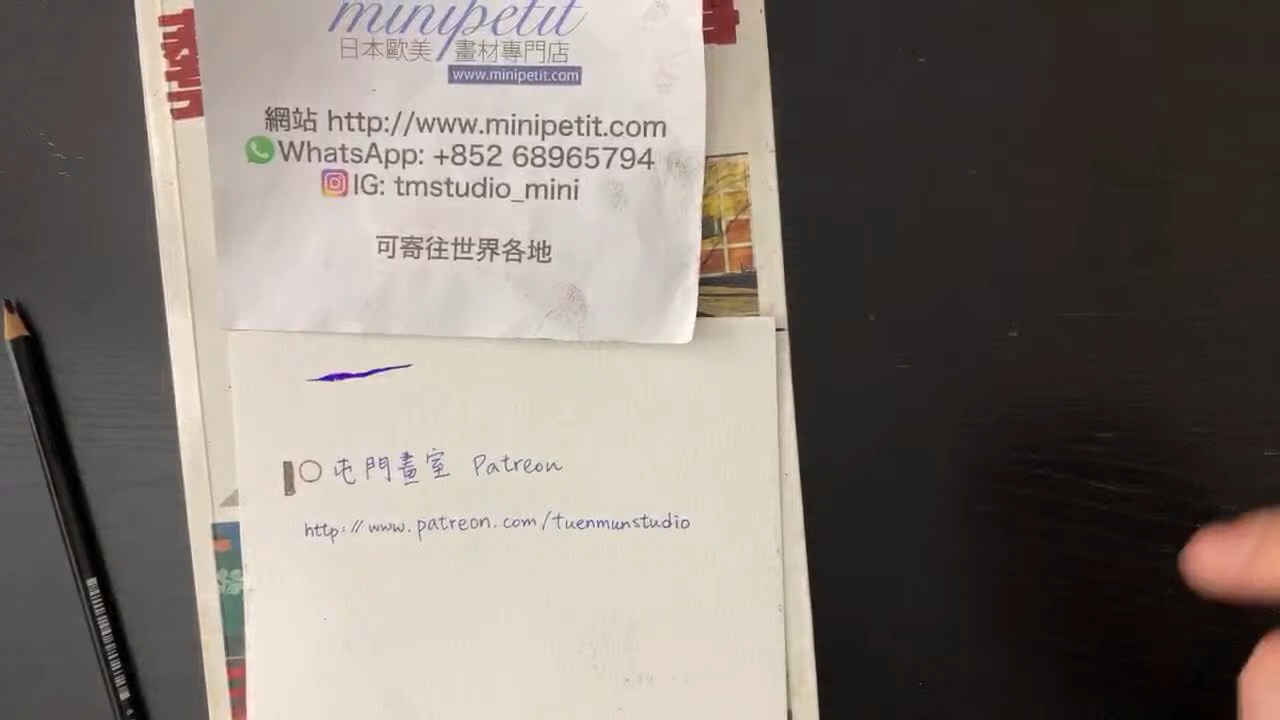 minipetit
日本歐美 畫材專門店
www.minipetit.com
網站 http://www.minipetit.com
WhatsApp: +852 68965794
IG: tmstudio_mini
可寄往世界各地
屯門畫室 Patreon
http://www.patreon.com/tuenmunstudio